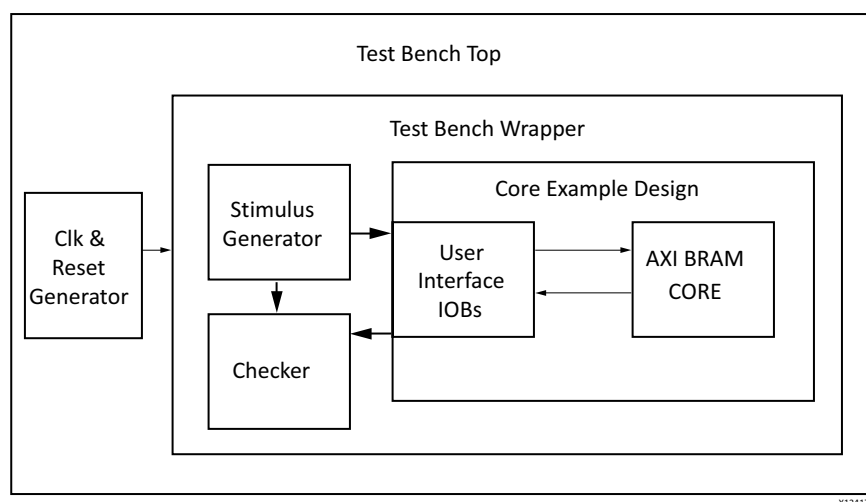 Test Bench Top
Test Bench Wrapper
Core Example Design
Stimulus
Generator
Clk &
Reset
Generator
User
Interface
IOBs
AXI BRAM
CORE
Checker